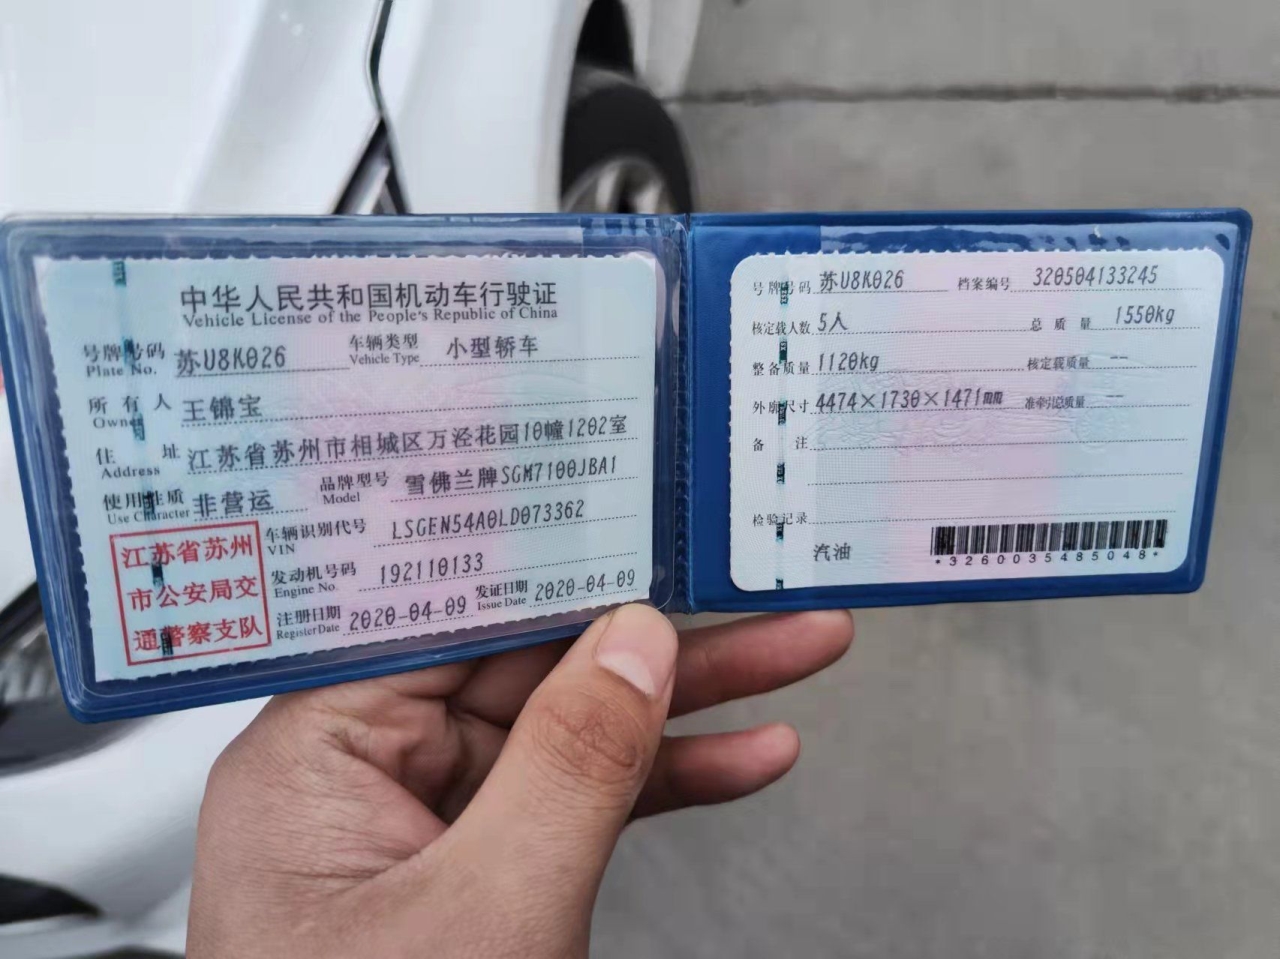 中华人民共和国机动车行驶证
Vehicle License of the People's Republic of China
号牌号码 苏U8K026 车辆类型 小型轿车
Plate No. Vehicle Type
所有人 王锦宝
Owner
住址 江苏省苏州市相城区万泾花园10幢1202室
Address
使用性质 非营运 品牌型号 雪佛兰牌SGM7100JBA1
Use Character Model
江苏省苏州
市公安局交
通警察支队
车辆识别代号 LSGEN54A0LD073362
VIN
发动机号码 192110133
Engine No.
注册日期 2020-04-09 发证日期 2020-04-09
Register Date Issue Date
号牌号码 苏U8K026 档案编号 320504133245
核定载人数 5人 总质量 1550kg
整备质量 1120kg 核定载质量 --
外廓尺寸 4474×1730×1471mm 准牵引总质量 --
备注
检验记录
汽油
*3260035485048*